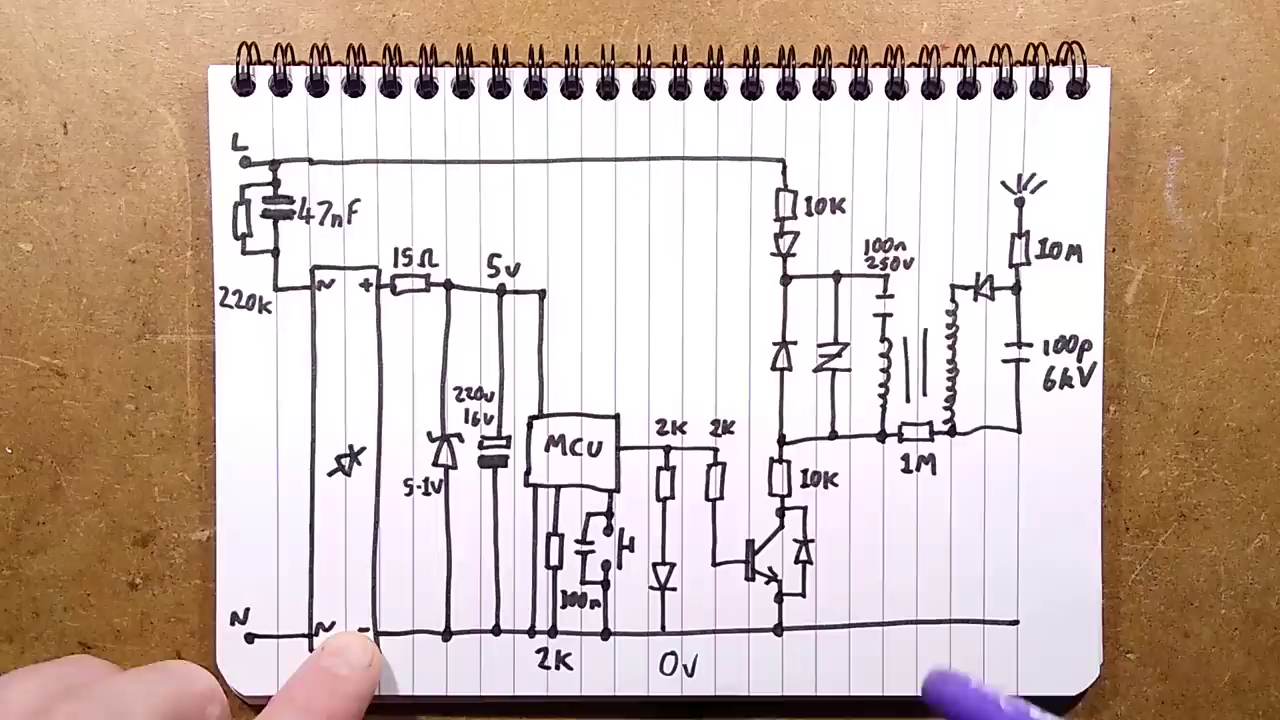 L
47nF
220k
~
+
15Ω
5v
10K
100n
250v
10M
100p
6kV
220u
16v
5.1V
MCU
2K
2K
10K
1M
100n
N
~
-
2K
0v